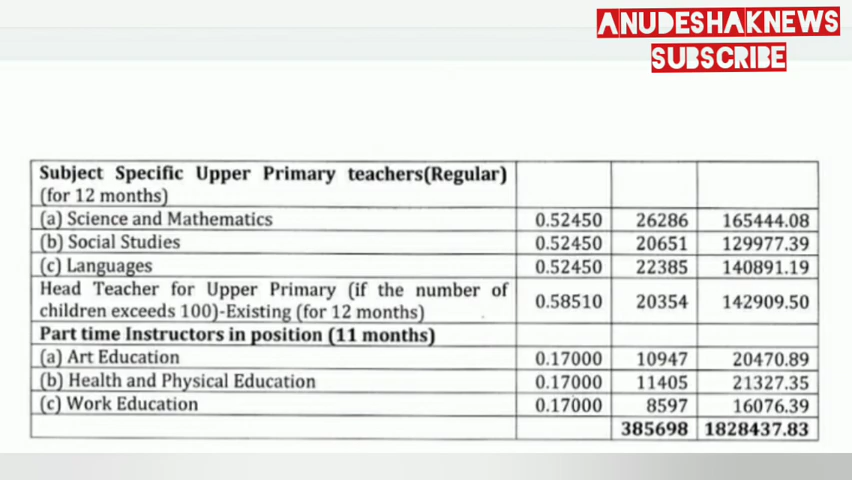 ANUDESHAKNEWS
SUBSCRIBE
Subject Specific Upper Primary teachers(Regular)
(for 12 months)
(a) Science and Mathematics 0.52450 26286 165444.08
(b) Social Studies 0.52450 20651 129977.39
(c) Languages 0.52450 22385 140891.19
Head Teacher for Upper Primary (if the number of
children exceeds 100)-Existing (for 12 months) 0.58510 20354 142909.50
Part time Instructors in position (11 months)
(a) Art Education 0.17000 10947 20470.89
(b) Health and Physical Education 0.17000 11405 21327.35
(c) Work Education 0.17000 8597 16076.39
385698 1828437.83